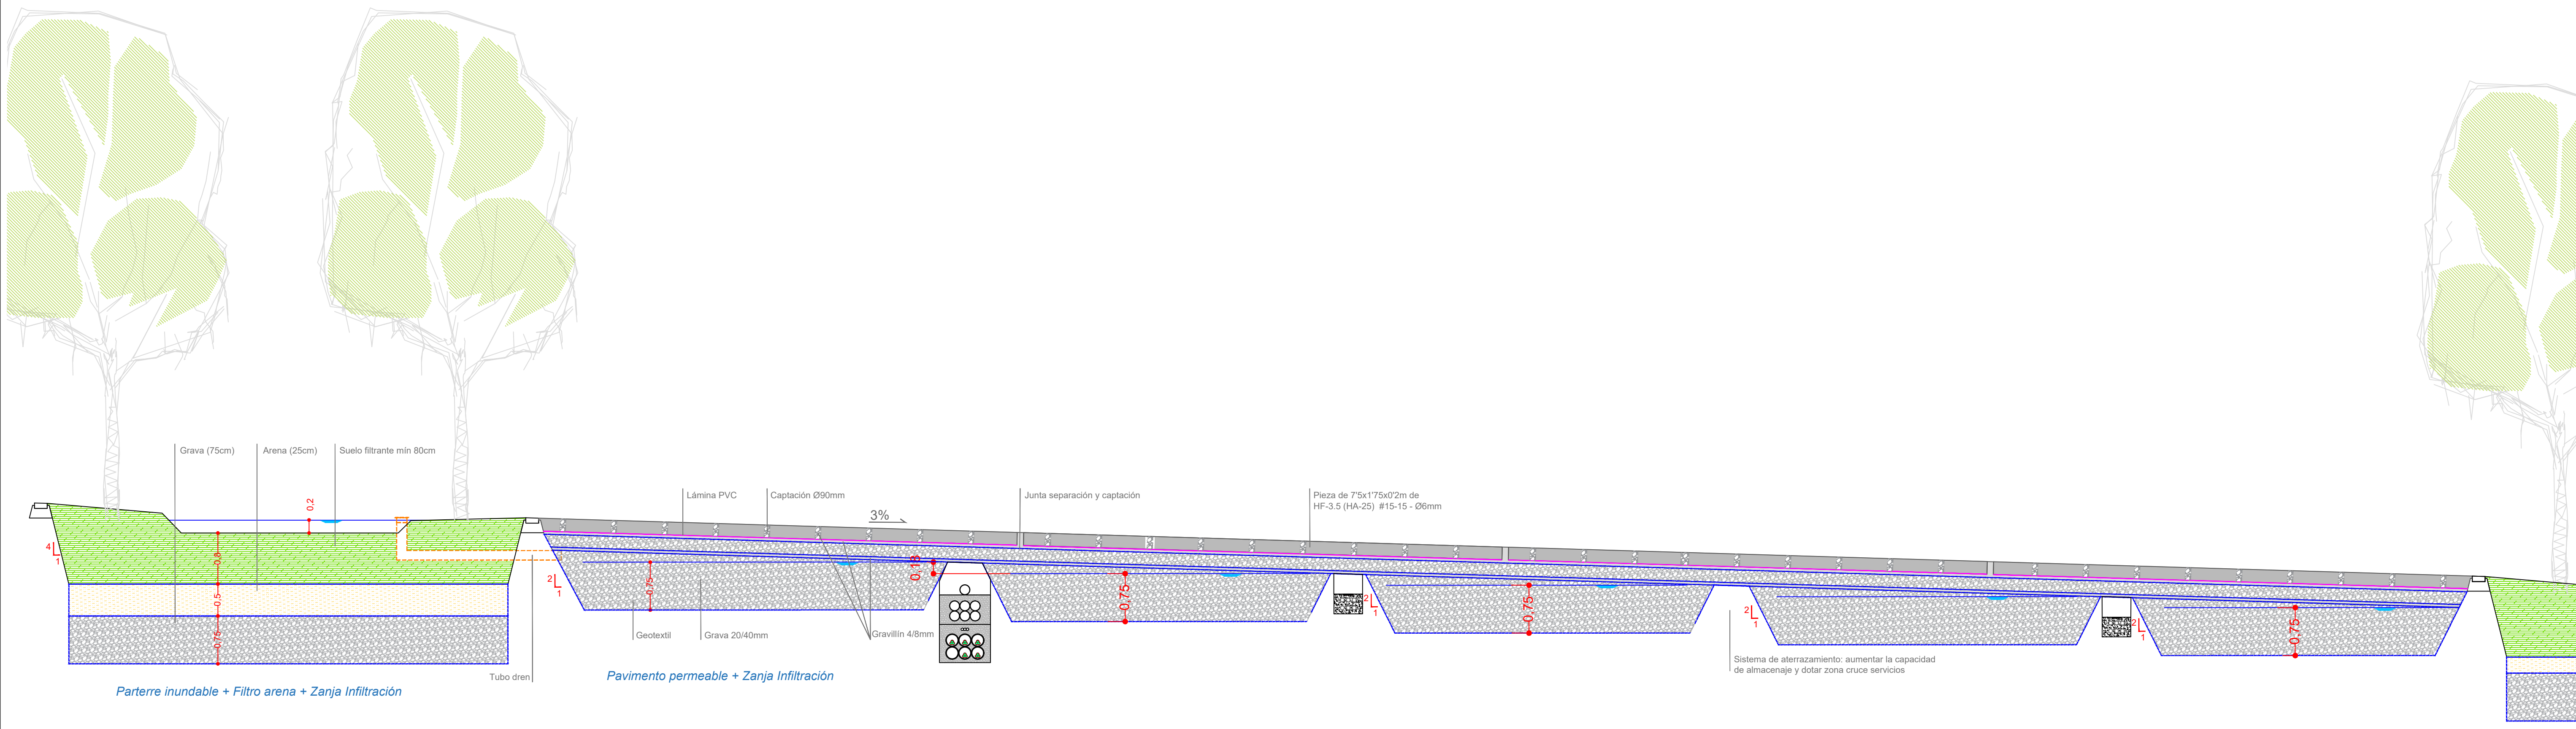 Grava (75cm)
Arena (25cm)
Suelo filtrante mín 80cm
0,2
4
1
0,8
0,5
0,75
Parterre inundable + Filtro arena + Zanja Infiltración
Tubo dren
Lámina PVC
Captación Ø90mm
3%
Junta separación y captación
Pieza de 7'5x1'75x0'2m de
HF-3.5 (HA-25) #15-15 - Ø6mm
2
1
0,75
Geotextil
Grava 20/40mm
Gravillín 4/8mm
0,18
Pavimento permeable + Zanja Infiltración
0,75
2
1
0,75
2
1
Sistema de aterrazamiento: aumentar la capacidad
de almacenaje y dotar zona cruce servicios
2
1
0,75